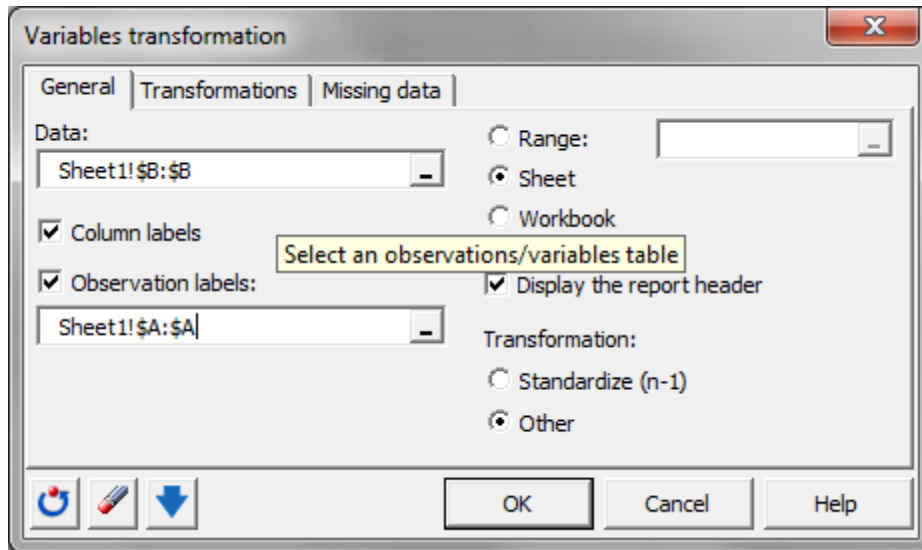 Variables transformation
General Transformations Missing data
Data:
Sheet1!$B:$B
Column labels
Observation labels:
Sheet1!$A:$A
Range:
Sheet
Workbook
Select an observations/variables table
Display the report header
Transformation:
Standardize (n-1)
Other
OK Cancel Help